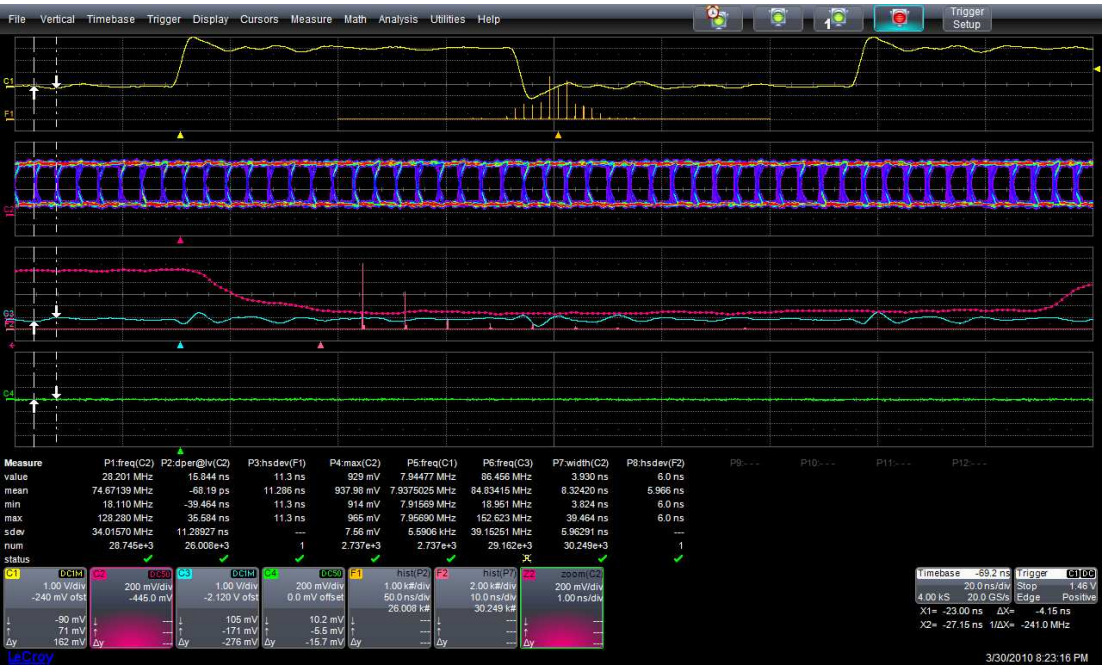 File Vertical Timebase Trigger Display Cursors Measure Math Analysis Utilities Help
1
Trigger Setup
C1
F1
C2
C3
F2
C4
Measure P1:freq(C2) P2:dper@lv(C2) P3:hsdev(F1) P4:max(C2) P5:freq(C1) P6:freq(C3) P7:width(C2) P8:hsdev(F2) P9:- - - P10:- - - P11:- - - P12:- - -
value 28.201 MHz 15.844 ns 11.3 ns 929 mV 7.94477 MHz 86.456 MHz 3.930 ns 6.0 ns
mean 74.67139 MHz -68.19 ps 11.286 ns 937.98 mV 7.9375025 MHz 84.83415 MHz 8.32420 ns 5.966 ns
min 18.110 MHz -39.464 ns 11.3 ns 914 mV 7.91569 MHz 18.951 MHz 3.824 ns 6.0 ns
max 128.280 MHz 35.584 ns 11.3 ns 965 mV 7.95690 MHz 152.623 MHz 39.464 ns 6.0 ns
sdev 34.01570 MHz 11.28927 ns --- 7.56 mV 5.5906 kHz 39.15251 MHz 5.96291 ns ---
num 28.745e+3 26.008e+3 1 2.737e+3 2.737e+3 29.162e+3 30.249e+3 1
status
C1 DC1M C2 DC50 C3 DC1M C4 DC50 F1 hist(P2) F2 hist(P7) Z2 zoom(C2) Timebase -69.2 ns Trigger C1 DC
1.00 V/div 200 mV/div 1.00 V/div 200 mV/div 1.00 k#/div 2.00 k#/div 200 mV/div 20.0 ns/div Stop 1.46 V
-240 mV ofst -445.0 mV -2.120 V ofst 0.0 mV offset 50.0 ns/div 10.0 ns/div 1.00 ns/div 4.00 kS 20.0 GS/s Edge Positive
26.008 k# 30.249 k#
X1= -23.00 ns ΔX= -4.15 ns
-90 mV ↓ --- ↓ 105 mV ↓ 10.2 mV ↓ --- ↓ --- ↓ ---
X2= -27.15 ns 1/ΔX= -241.0 MHz
71 mV ↑ --- ↑ -171 mV ↑ -5.5 mV ↑ --- ↑ --- ↑ ---
Δy 162 mV Δy --- Δy -276 mV Δy -15.7 mV Δy --- Δy --- Δy ---
LeCroy
3/30/2010 8:23:16 PM